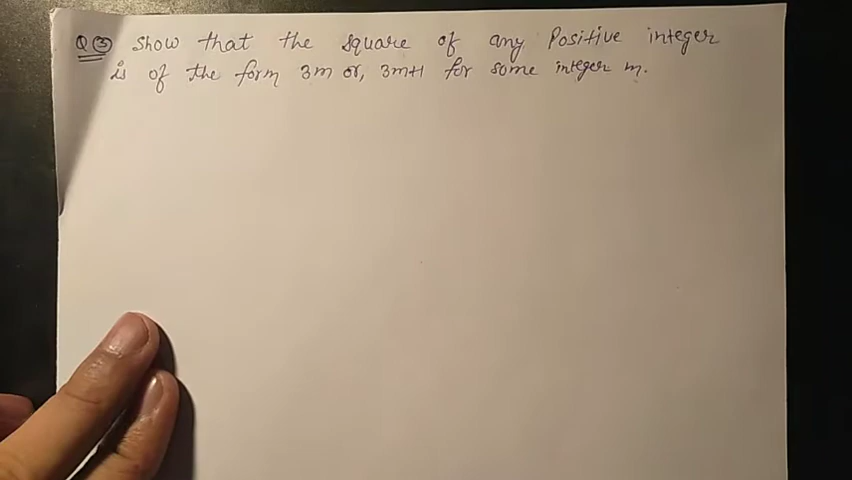 Q③ Show that the square of any Positive integer
is of the form 3m or, 3m+1 for some integer m.